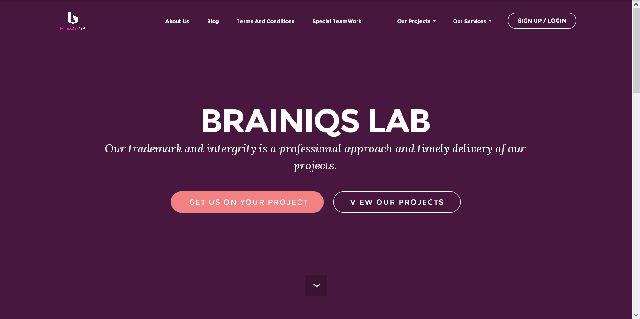 About Us
Blog
Terms And Conditions
Special TeamWork
Our Projects
Our Services
SIGN UP / LOGIN
BRAINIQS LAB
Our trademark and intergrity is a professional approach and timely delivery of our
projects.
GET US ON YOUR PROJECT
VIEW OUR PROJECTS